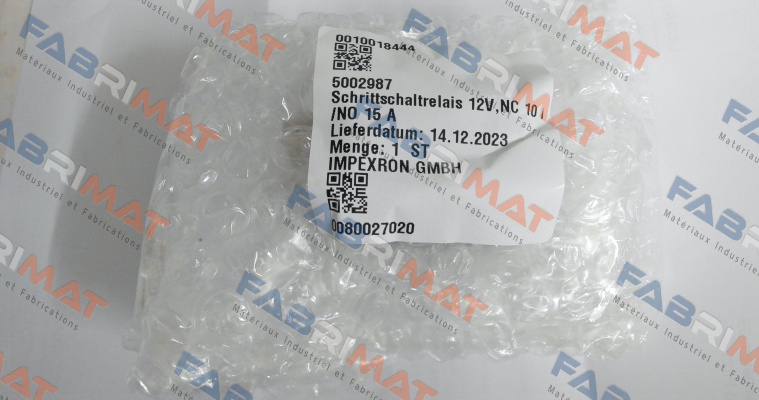 0010018444
5002987
Schrittschaltrelais 12V,NC 10/
/NO 15 A
Lieferdatum: 14.12.2023
Menge: 1 ST
IMPEXRON GMBH
0080027020
FABRIMAT
Matériaux Industriel et Fabrications